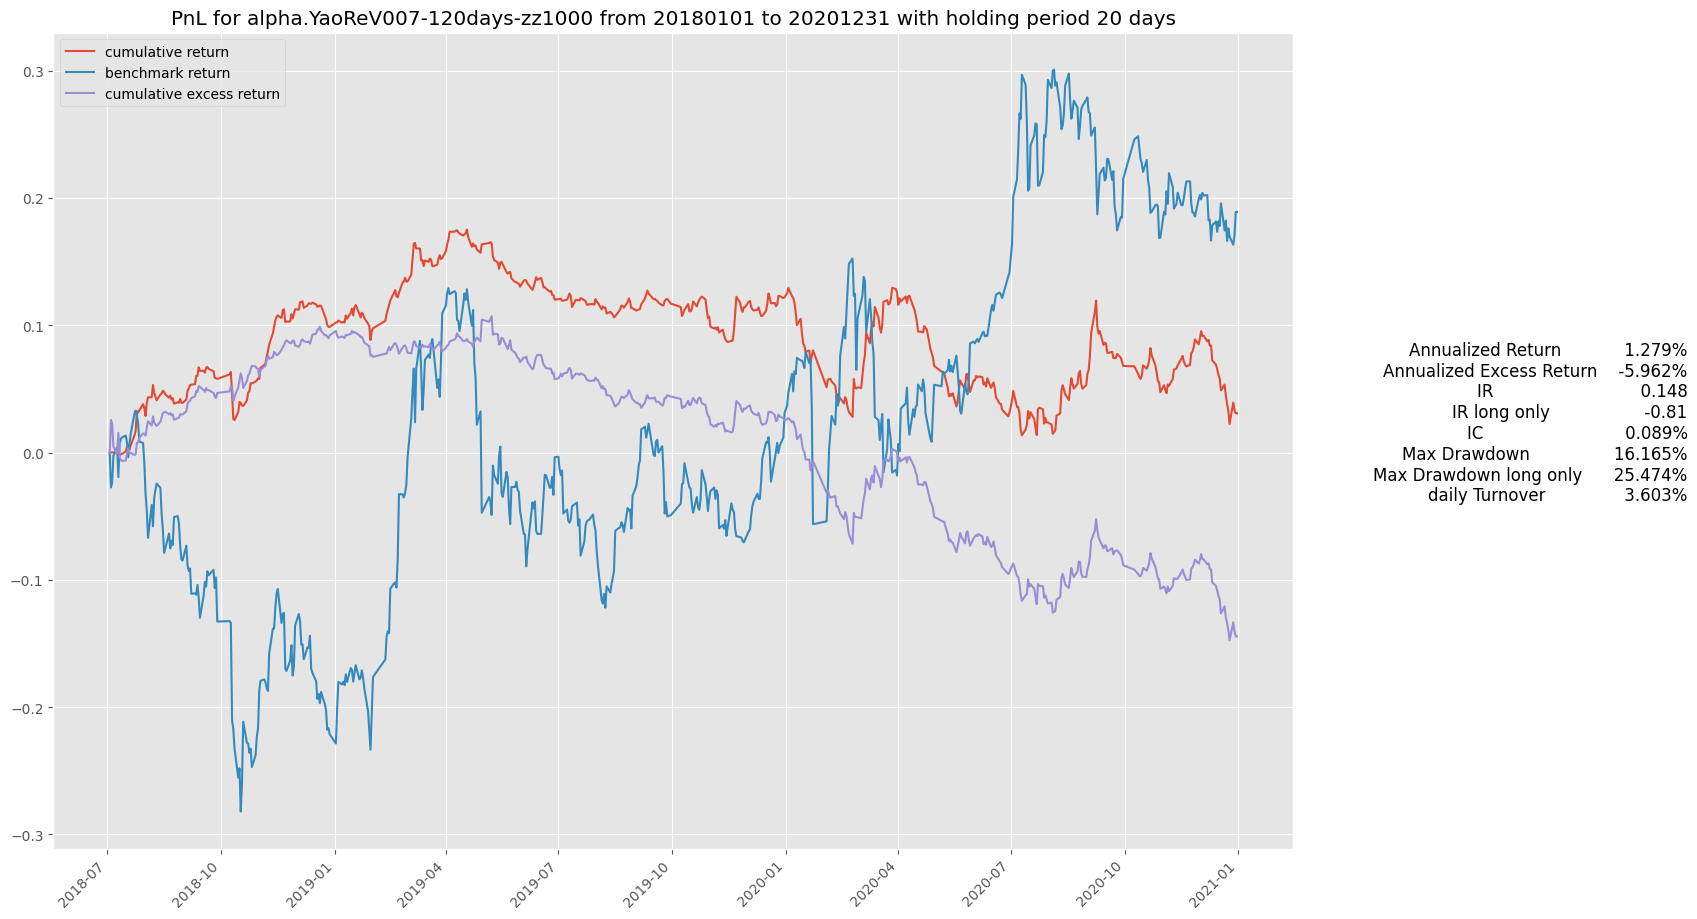 PnL for alpha.YaoReV007-120days-zz1000 from 20180101 to 20201231 with holding period 20 days
cumulative return
benchmark return
cumulative excess return
0.3
0.2
0.1
0.0
−0.1
−0.2
−0.3
2018-07
2018-10
2019-01
2019-04
2019-07
2019-10
2020-01
2020-04
2020-07
2020-10
2021-01
Annualized Return 1.279%
Annualized Excess Return -5.962%
IR 0.148
IR long only -0.81
IC 0.089%
Max Drawdown 16.165%
Max Drawdown long only 25.474%
daily Turnover 3.603%